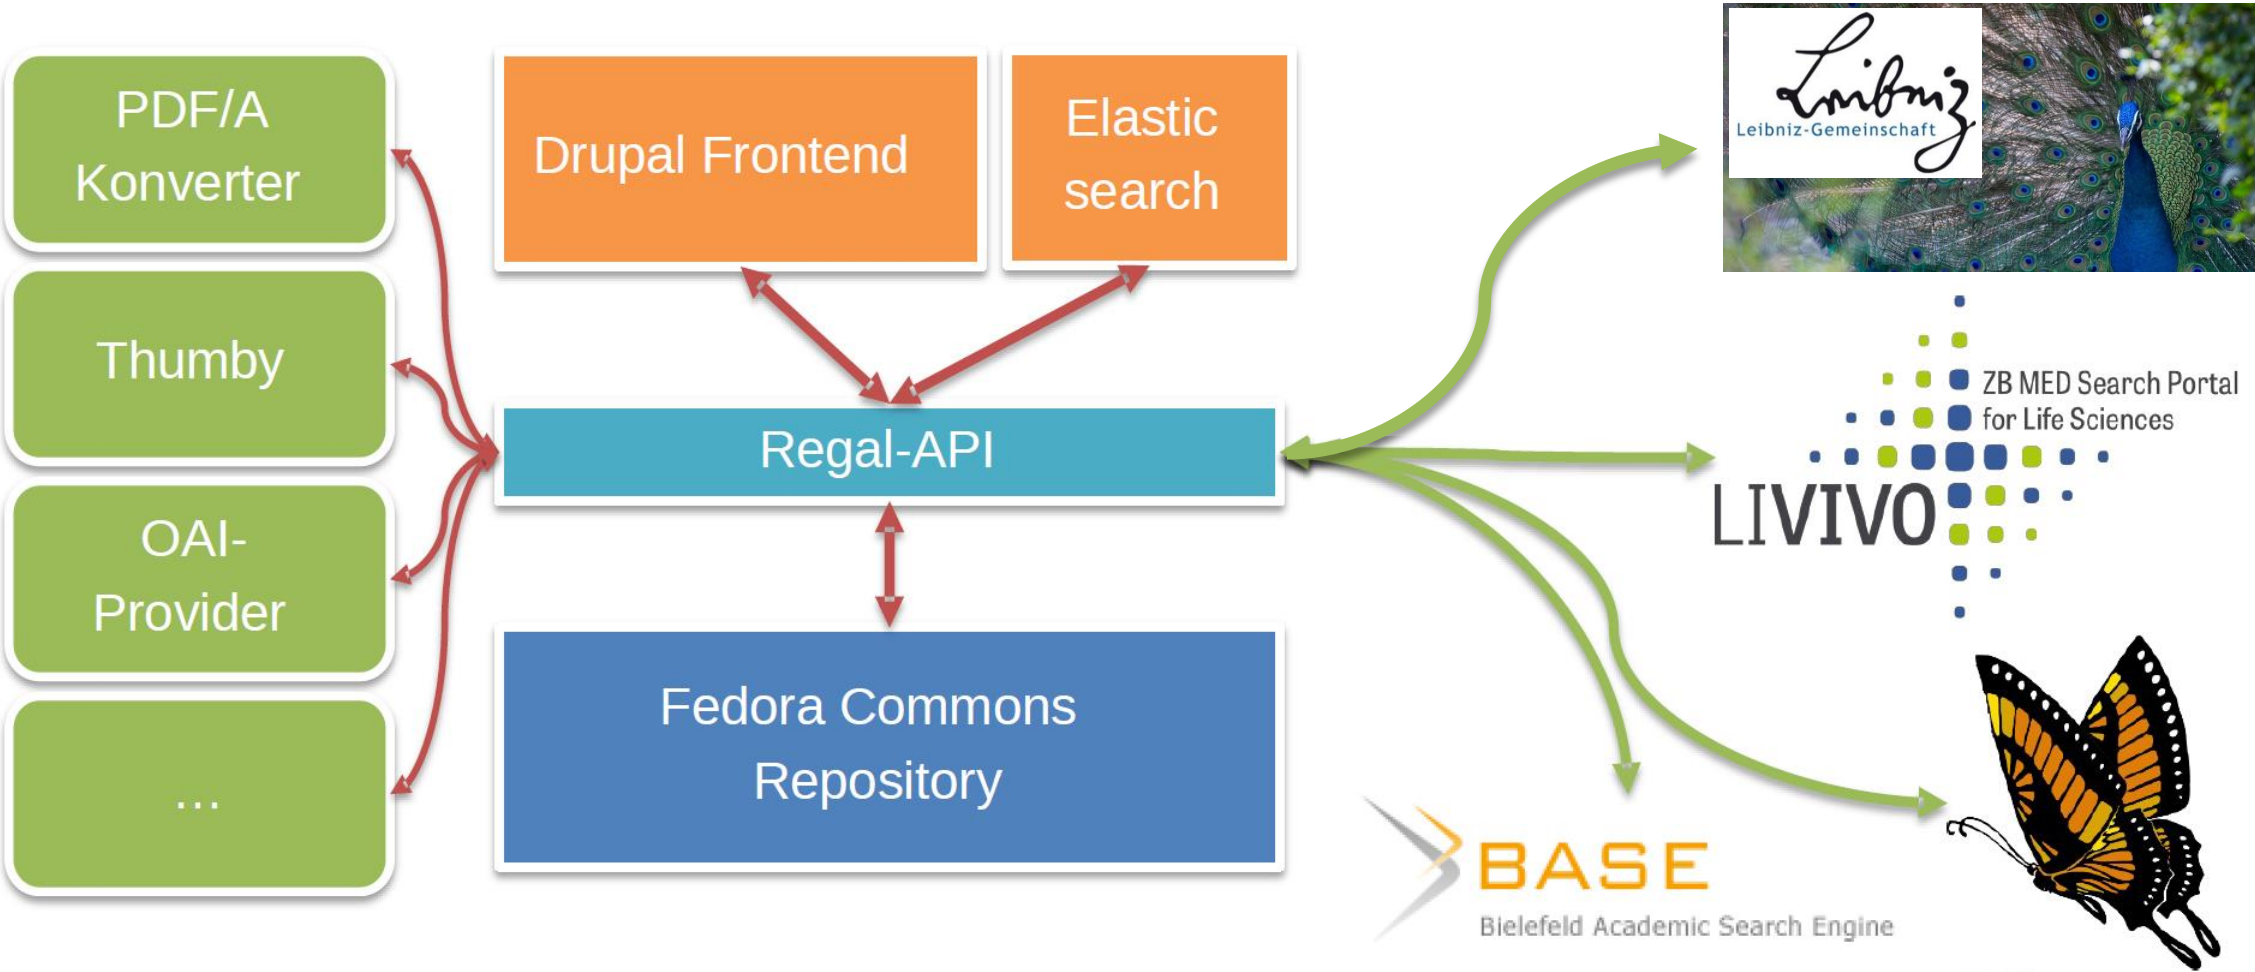 PDF/A
Konverter
Thumby
OAI-
Provider
...
Drupal Frontend
Elastic
search
Regal-API
Fedora Commons
Repository
Leibniz
Leibniz-Gemeinschaft
ZB MED Search Portal
for Life Sciences
LIVIVO
BASE
Bielefeld Academic Search Engine